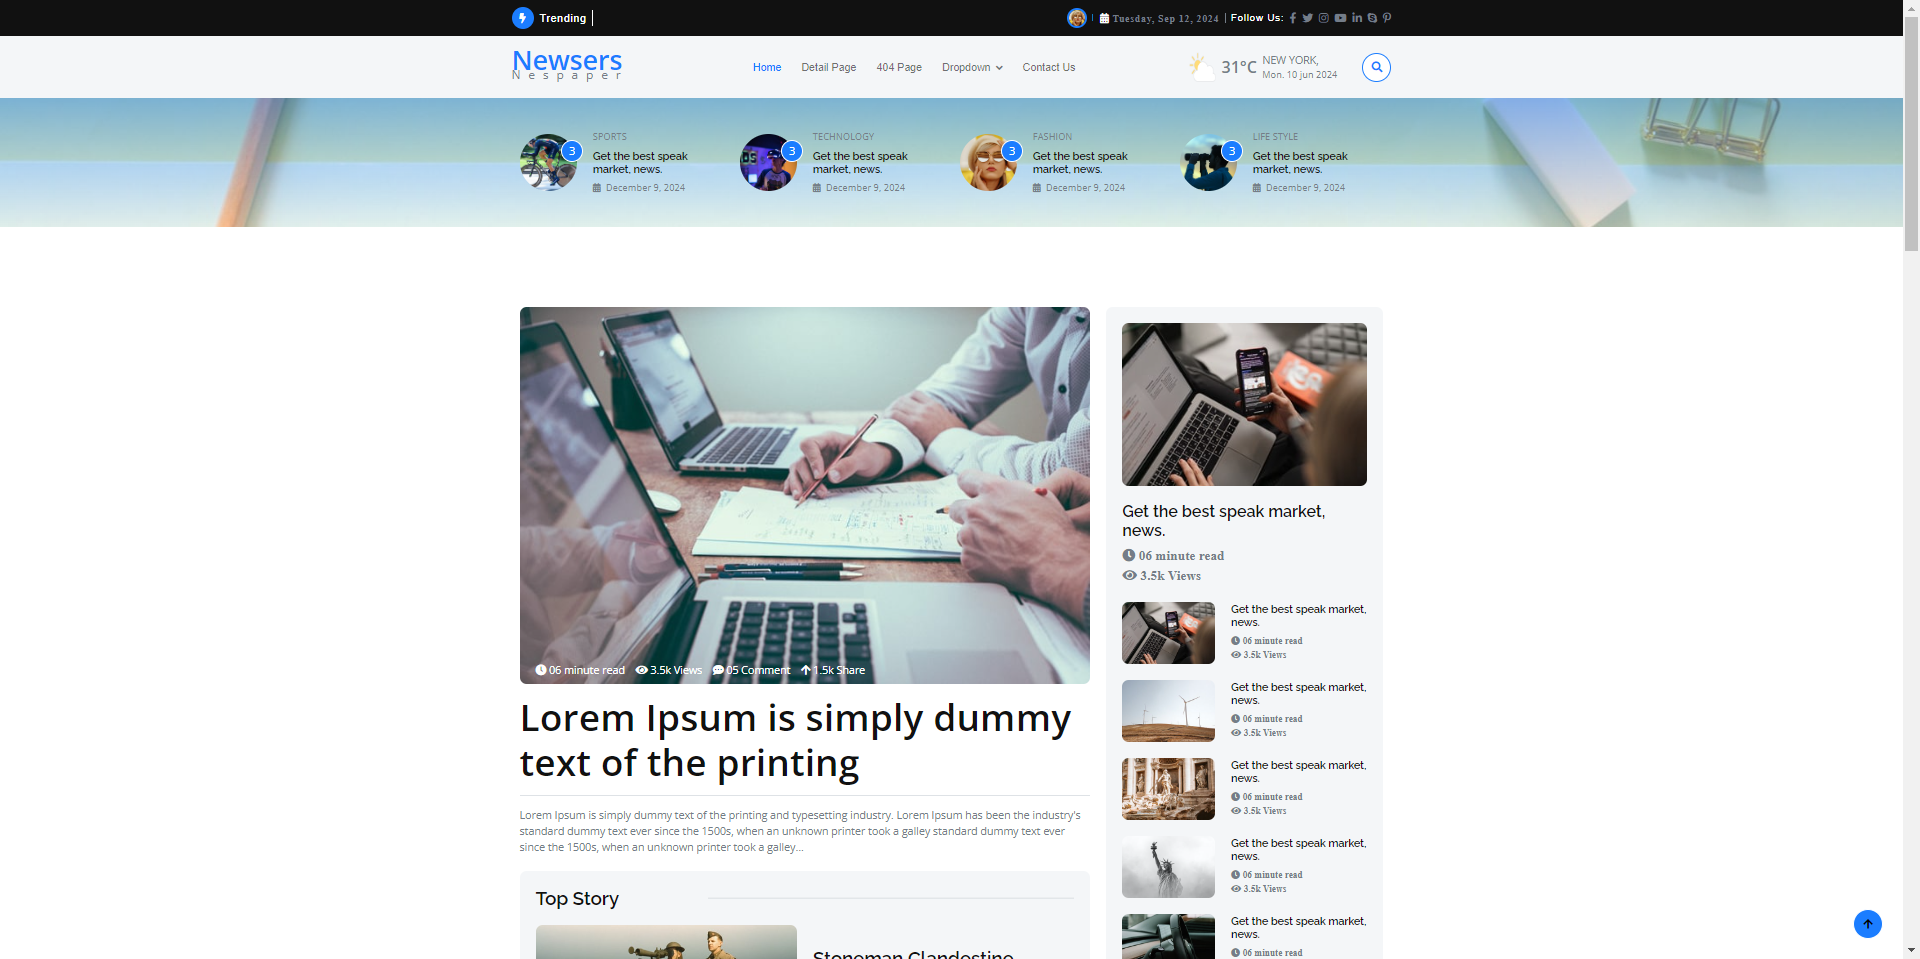 Trending
Tuesday, Sep 12, 2024
Follow Us:
Newsers
Nespaper
Home
Detail Page
404 Page
Dropdown
Contact Us
31°C
NEW YORK,
Mon. 10 jun 2024
3
SPORTS
Get the best speak
market, news.
December 9, 2024
3
TECHNOLOGY
Get the best speak
market, news.
December 9, 2024
3
FASHION
Get the best speak
market, news.
December 9, 2024
3
LIFE STYLE
Get the best speak
market, news.
December 9, 2024
06 minute read
3.5k Views
05 Comment
1.5k Share
Lorem Ipsum is simply dummy
text of the printing
Lorem Ipsum is simply dummy text of the printing and typesetting industry. Lorem Ipsum has been the industry's
standard dummy text ever since the 1500s, when an unknown printer took a galley standard dummy text ever
since the 1500s, when an unknown printer took a galley...
Top Story
Stoneman Clandestine
Get the best speak market,
news.
06 minute read
3.5k Views
Get the best speak market,
news.
06 minute read
3.5k Views
Get the best speak market,
news.
06 minute read
3.5k Views
Get the best speak market,
news.
06 minute read
3.5k Views
Get the best speak market,
news.
06 minute read
3.5k Views
Get the best speak market,
news.
06 minute read